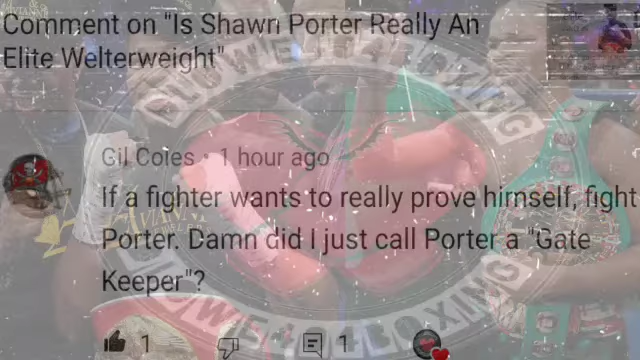 Comment on "Is Shawn Porter Really An
Elite Welterweight"
Gil Coles • 1 hour ago
If a fighter wants to really prove himself, fight
Porter. Damn did I just call Porter a "Gate
Keeper"?
1
1